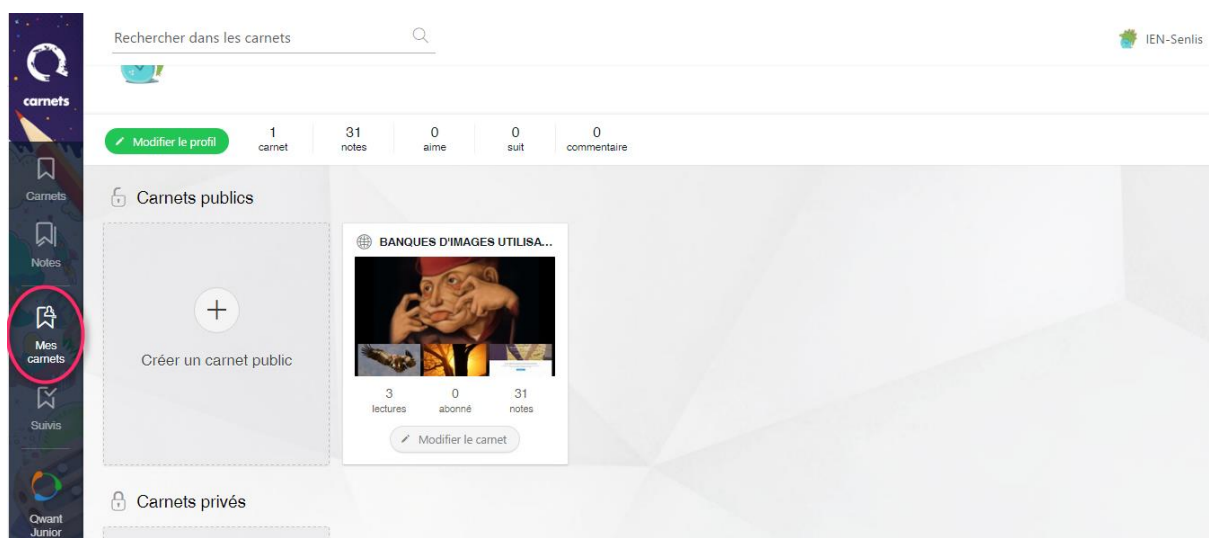 Rechercher dans les carnets
IEN-Senlis
carnets
Modifier le profil
1
carnet
31
notes
0
aime
0
suit
0
commentaire
Carnets
Notes
Mes
carnets
Suivis
Qwant
Junior
Carnets publics
Créer un carnet public
BANQUES D'IMAGES UTILISA...
3
lectures
0
abonné
31
notes
Modifier le carnet
Carnets privés